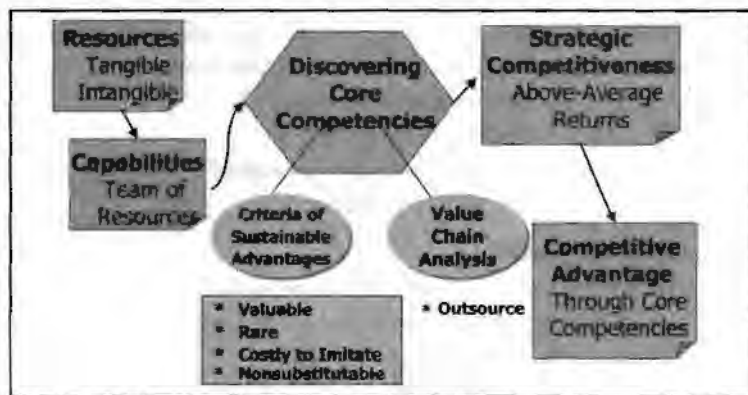 Resources
Tangible
Intangible
Capabilities
Team of
Resources
Discovering
Core
Competencies
Criteria of
Sustainable
Advantages
* Valuable
* Rare
* Costly to Imitate
* Nonsubstitutable
Value
Chain
Analysis
* Outsource
Strategic
Competitiveness
Above-Average
Returns
Competitive
Advantage
Through Core
Competencies